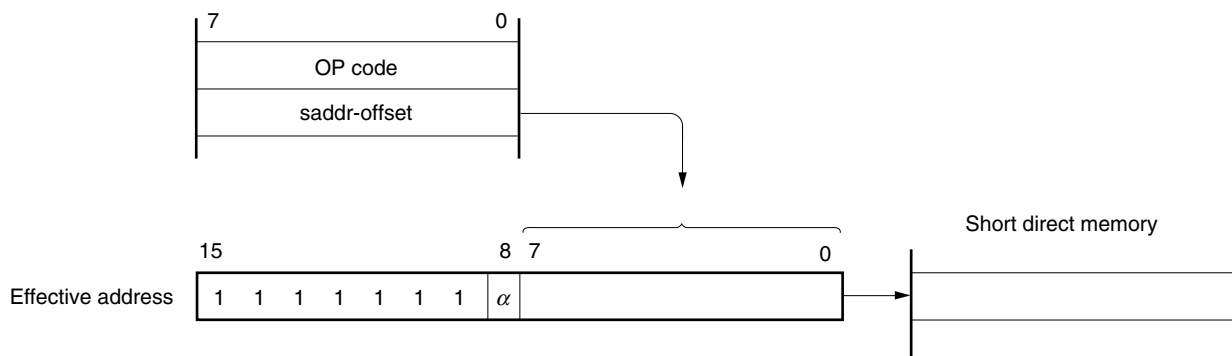 7 0
OP code
saddr-offset
Short direct memory
15 8 7 0
Effective address 1 1 1 1 1 1 1 α